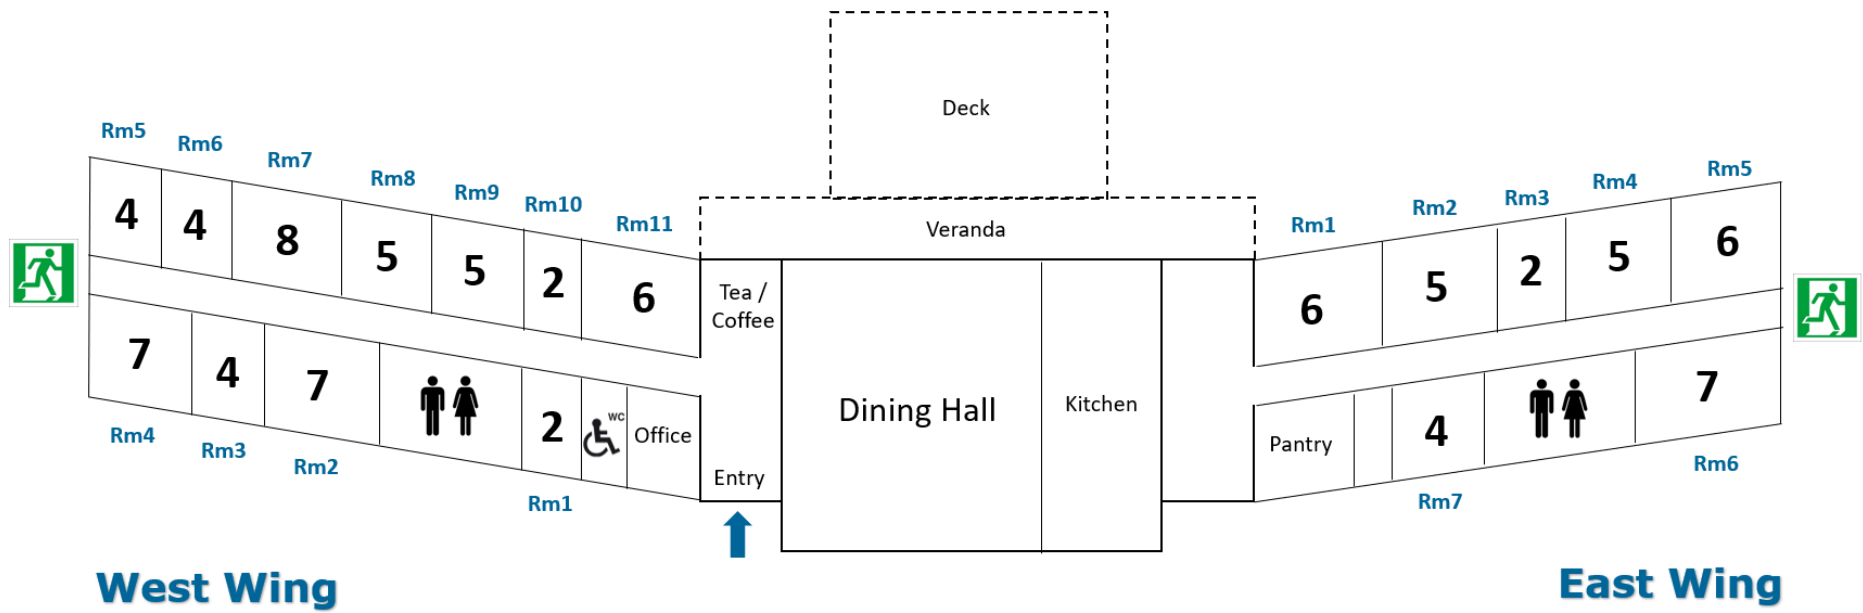 Deck
Rm5
Rm6
Rm7
Rm8
Rm9
Rm10
Rm11
Veranda
Rm1
Rm2
Rm3
Rm4
Rm5
4
4
8
5
5
2
6
Tea /
Coffee
6
5
2
5
6
7
4
7
2
WC
Office
Entry
Dining Hall
Kitchen
Pantry
4
7
Rm4
Rm3
Rm2
Rm1
Rm7
Rm6
West Wing
East Wing